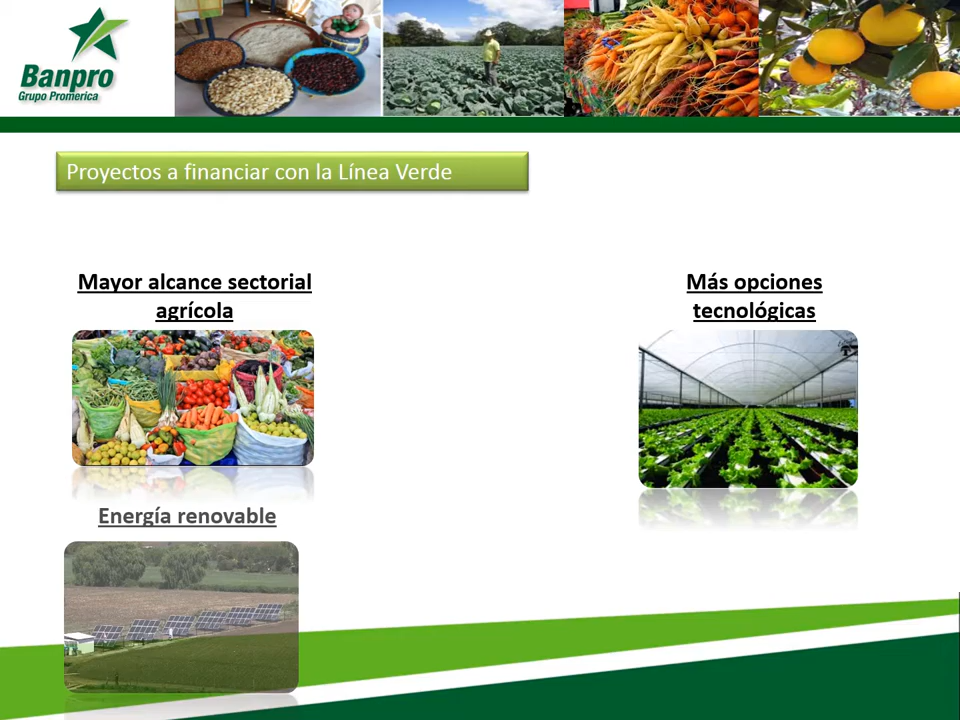 Banpro
Grupo Promerica
Proyectos a financiar con la Línea Verde
Mayor alcance sectorial
agrícola
Más opciones
tecnológicas
Energía renovable